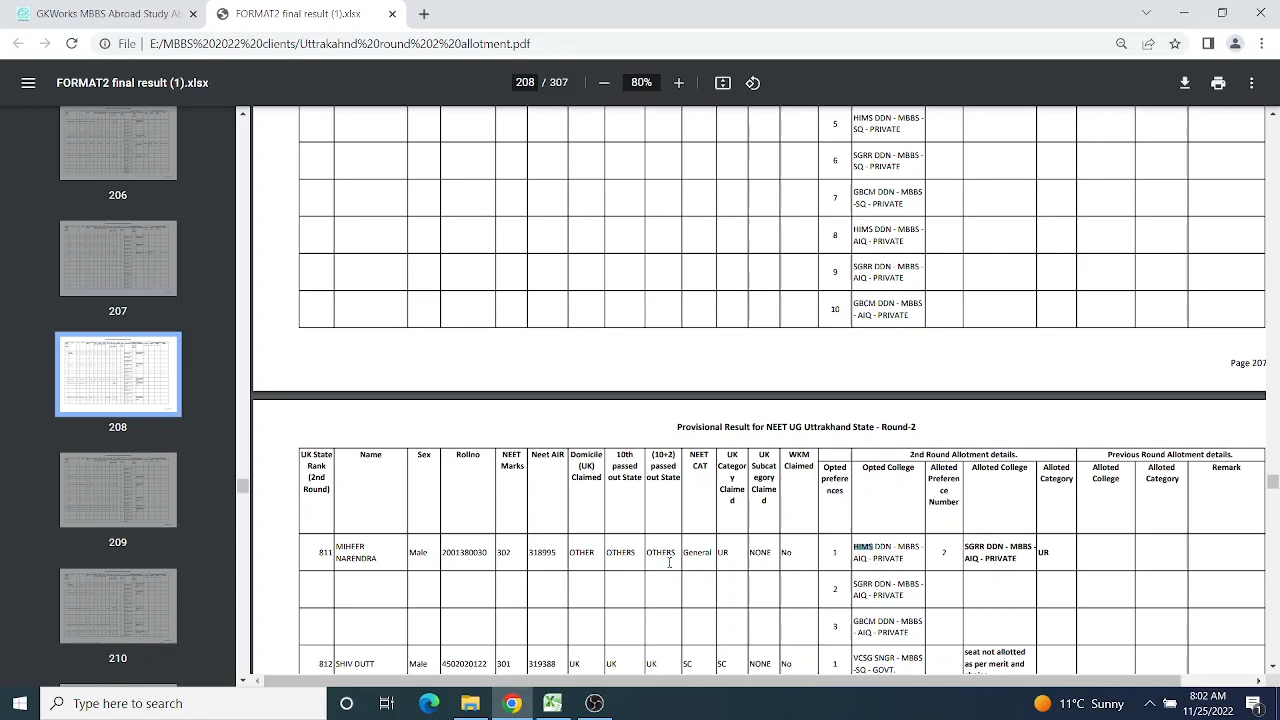 GKWorks MBBS Abroad Study Ab
FORMAT2 final result (1).xlsx
File | E:/MBBS%202022%20clients/Uttrakahnd%20round%202%20allotment.pdf
FORMAT2 final result (1).xlsx
208 / 307
80%
206
207
208
209
210
5 HIMS DDN - MBBS -
SQ - PRIVATE
6 SGRR DDN - MBBS -
SQ - PRIVATE
7 GBCM DDN - MBBS
-SQ - PRIVATE
8 HIMS DDN - MBBS -
AIQ - PRIVATE
9 SGRR DDN - MBBS -
AIQ - PRIVATE
10 GBCM DDN - MBBS
- AIQ - PRIVATE
Page 207
Provisional Result for NEET UG Uttrakhand State - Round-2
UK State
Rank
(2nd
Round)
Name
Sex
Rollno
NEET
Marks
Neet AIR
Domicile
(UK)
Claimed
10th
passed
out State
(10+2)
passed
out State
NEET
CAT
UK
Categor
y
Claime
d
UK
Subcat
egory
Claime
d
WKM
Claimed
2nd Round Allotment details.
Opted
prefere
nces
Opted College
Alloted
Preferen
ce
Number
Alloted College
Alloted
Category
Previous Round Allotment details.
Alloted
College
Alloted
Category
Remark
811 MIHEER
NARENDRA
Male 2001380030 302 318995 OTHER OTHERS OTHERS General UR NONE No 1
HIMS DDN - MBBS -
AIQ - PRIVATE
2
SGRR DDN - MBBS -
AIQ - PRIVATE
UR
2 SGRR DDN - MBBS -
AIQ - PRIVATE
3 GBCM DDN - MBBS
- AIQ - PRIVATE
812 SHIV DUTT Male 4502020122 301 319388 UK UK UK SC SC NONE No 1
VCSG SNGR - MBBS
-SQ - GOVT.
seat not allotted
as per merit and
Type here to search
11°C Sunny
8:02 AM
11/25/2022